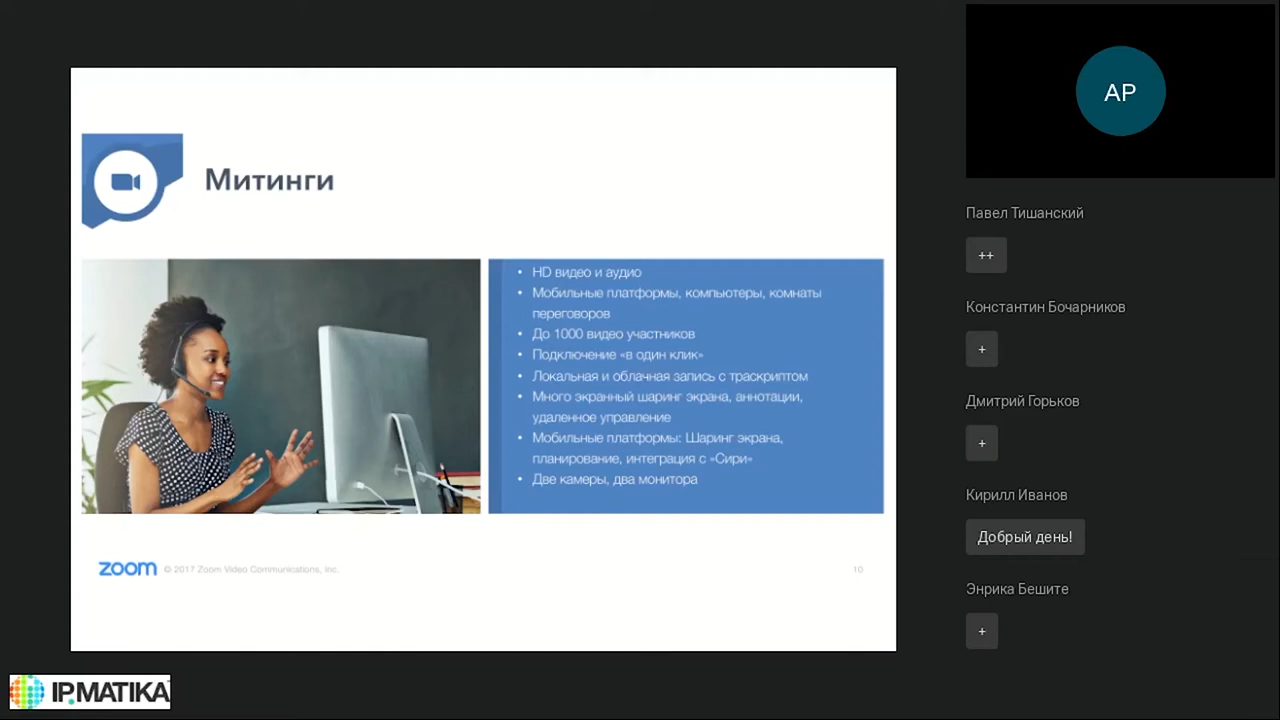 Митинги
• HD видео и аудио
• Мобильные платформы, компьютеры, комнаты
переговоров
• До 1000 видео участников
• Подключение «в один клик»
• Локальная и облачная запись с траскриптом
• Много экранный шаринг экрана, аннотации,
удаленное управление
• Мобильные платформы: Шаринг экрана,
планирование, интеграция с «Сири»
• Две камеры, два монитора
zoom © 2017 Zoom Video Communications, Inc. 10
IPMATIKA
AP
Павел Тишанский
++
Константин Бочарников
+
Дмитрий Горьков
+
Кирилл Иванов
Добрый день!
Энрика Бешите
+